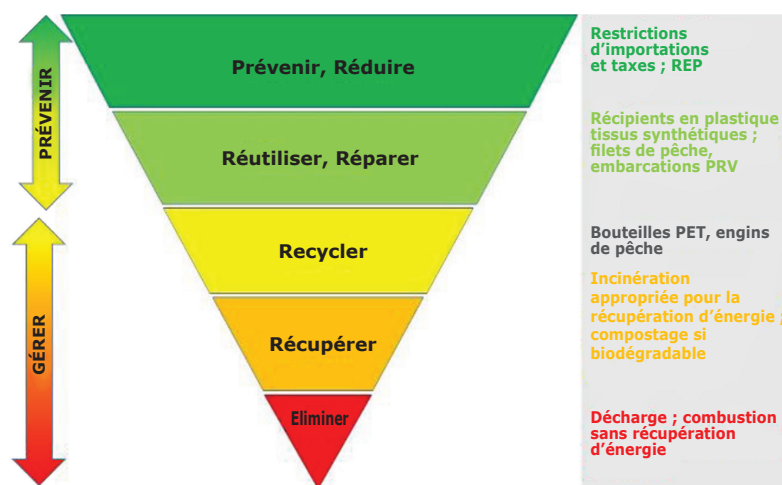 PRÉVENIR
GÉRER
Prévenir, Réduire
Réutiliser, Réparer
Recycler
Récupérer
Eliminer
Restrictions
d'importations
et taxes ; REP
Récipients en plastique
tissus synthétiques ;
filets de pêche,
embarcations PRV
Bouteilles PET, engins
de pêche
Incinération
appropriée pour la
récupération d'énergie ;
compostage si
biodégradable
Décharge ; combustion
sans récupération
d'énergie